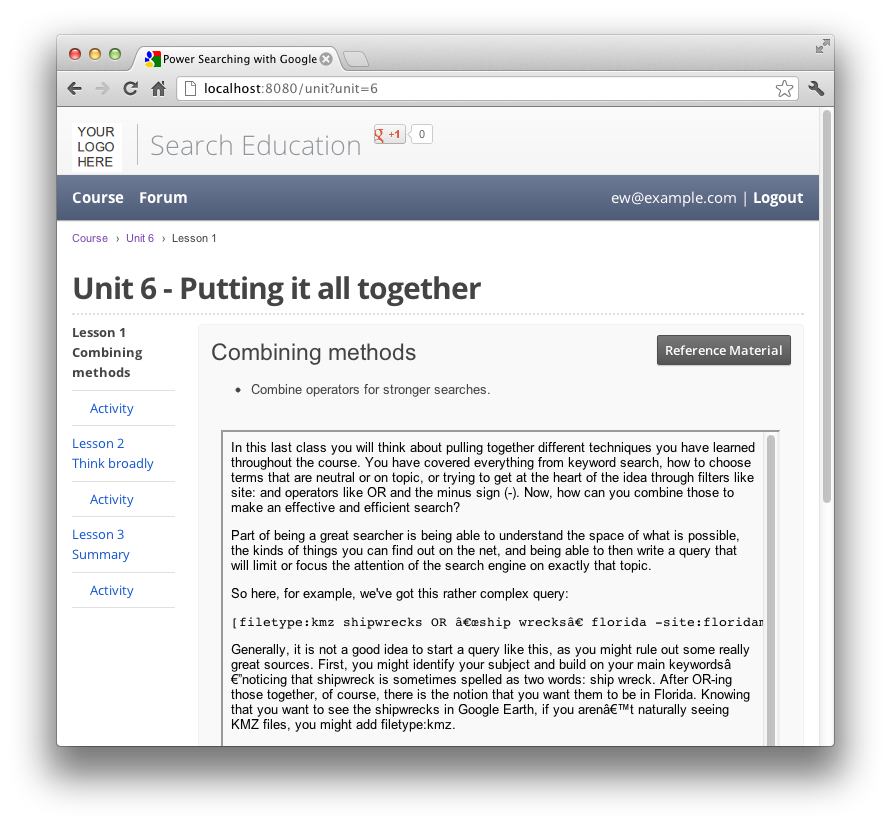 Power Searching with Google
localhost:8080/unit?unit=6
YOUR
LOGO
HERE
Search Education
g +1
0
Course Forum
ew@example.com | Logout
Course › Unit 6 › Lesson 1
Unit 6 - Putting it all together
Lesson 1
Combining
methods
Activity
Lesson 2
Think broadly
Activity
Lesson 3
Summary
Activity
Combining methods
Reference Material
• Combine operators for stronger searches.
In this last class you will think about pulling together different techniques you have learned
throughout the course. You have covered everything from keyword search, how to choose
terms that are neutral or on topic, or trying to get at the heart of the idea through filters like
site: and operators like OR and the minus sign (-). Now, how can you combine those to
make an effective and efficient search?
Part of being a great searcher is being able to understand the space of what is possible,
the kinds of things you can find out on the net, and being able to then write a query that
will limit or focus the attention of the search engine on exactly that topic.
So here, for example, we've got this rather complex query:
[filetype:kmz shipwrecks OR â€œship wrecksâ€ florida -site:floridam
Generally, it is not a good idea to start a query like this, as you might rule out some really
great sources. First, you might identify your subject and build on your main keywordsâ
€"noticing that shipwreck is sometimes spelled as two words: ship wreck. After OR-ing
those together, of course, there is the notion that you want them to be in Florida. Knowing
that you want to see the shipwrecks in Google Earth, if you arenâ€™t naturally seeing
KMZ files, you might add filetype:kmz.